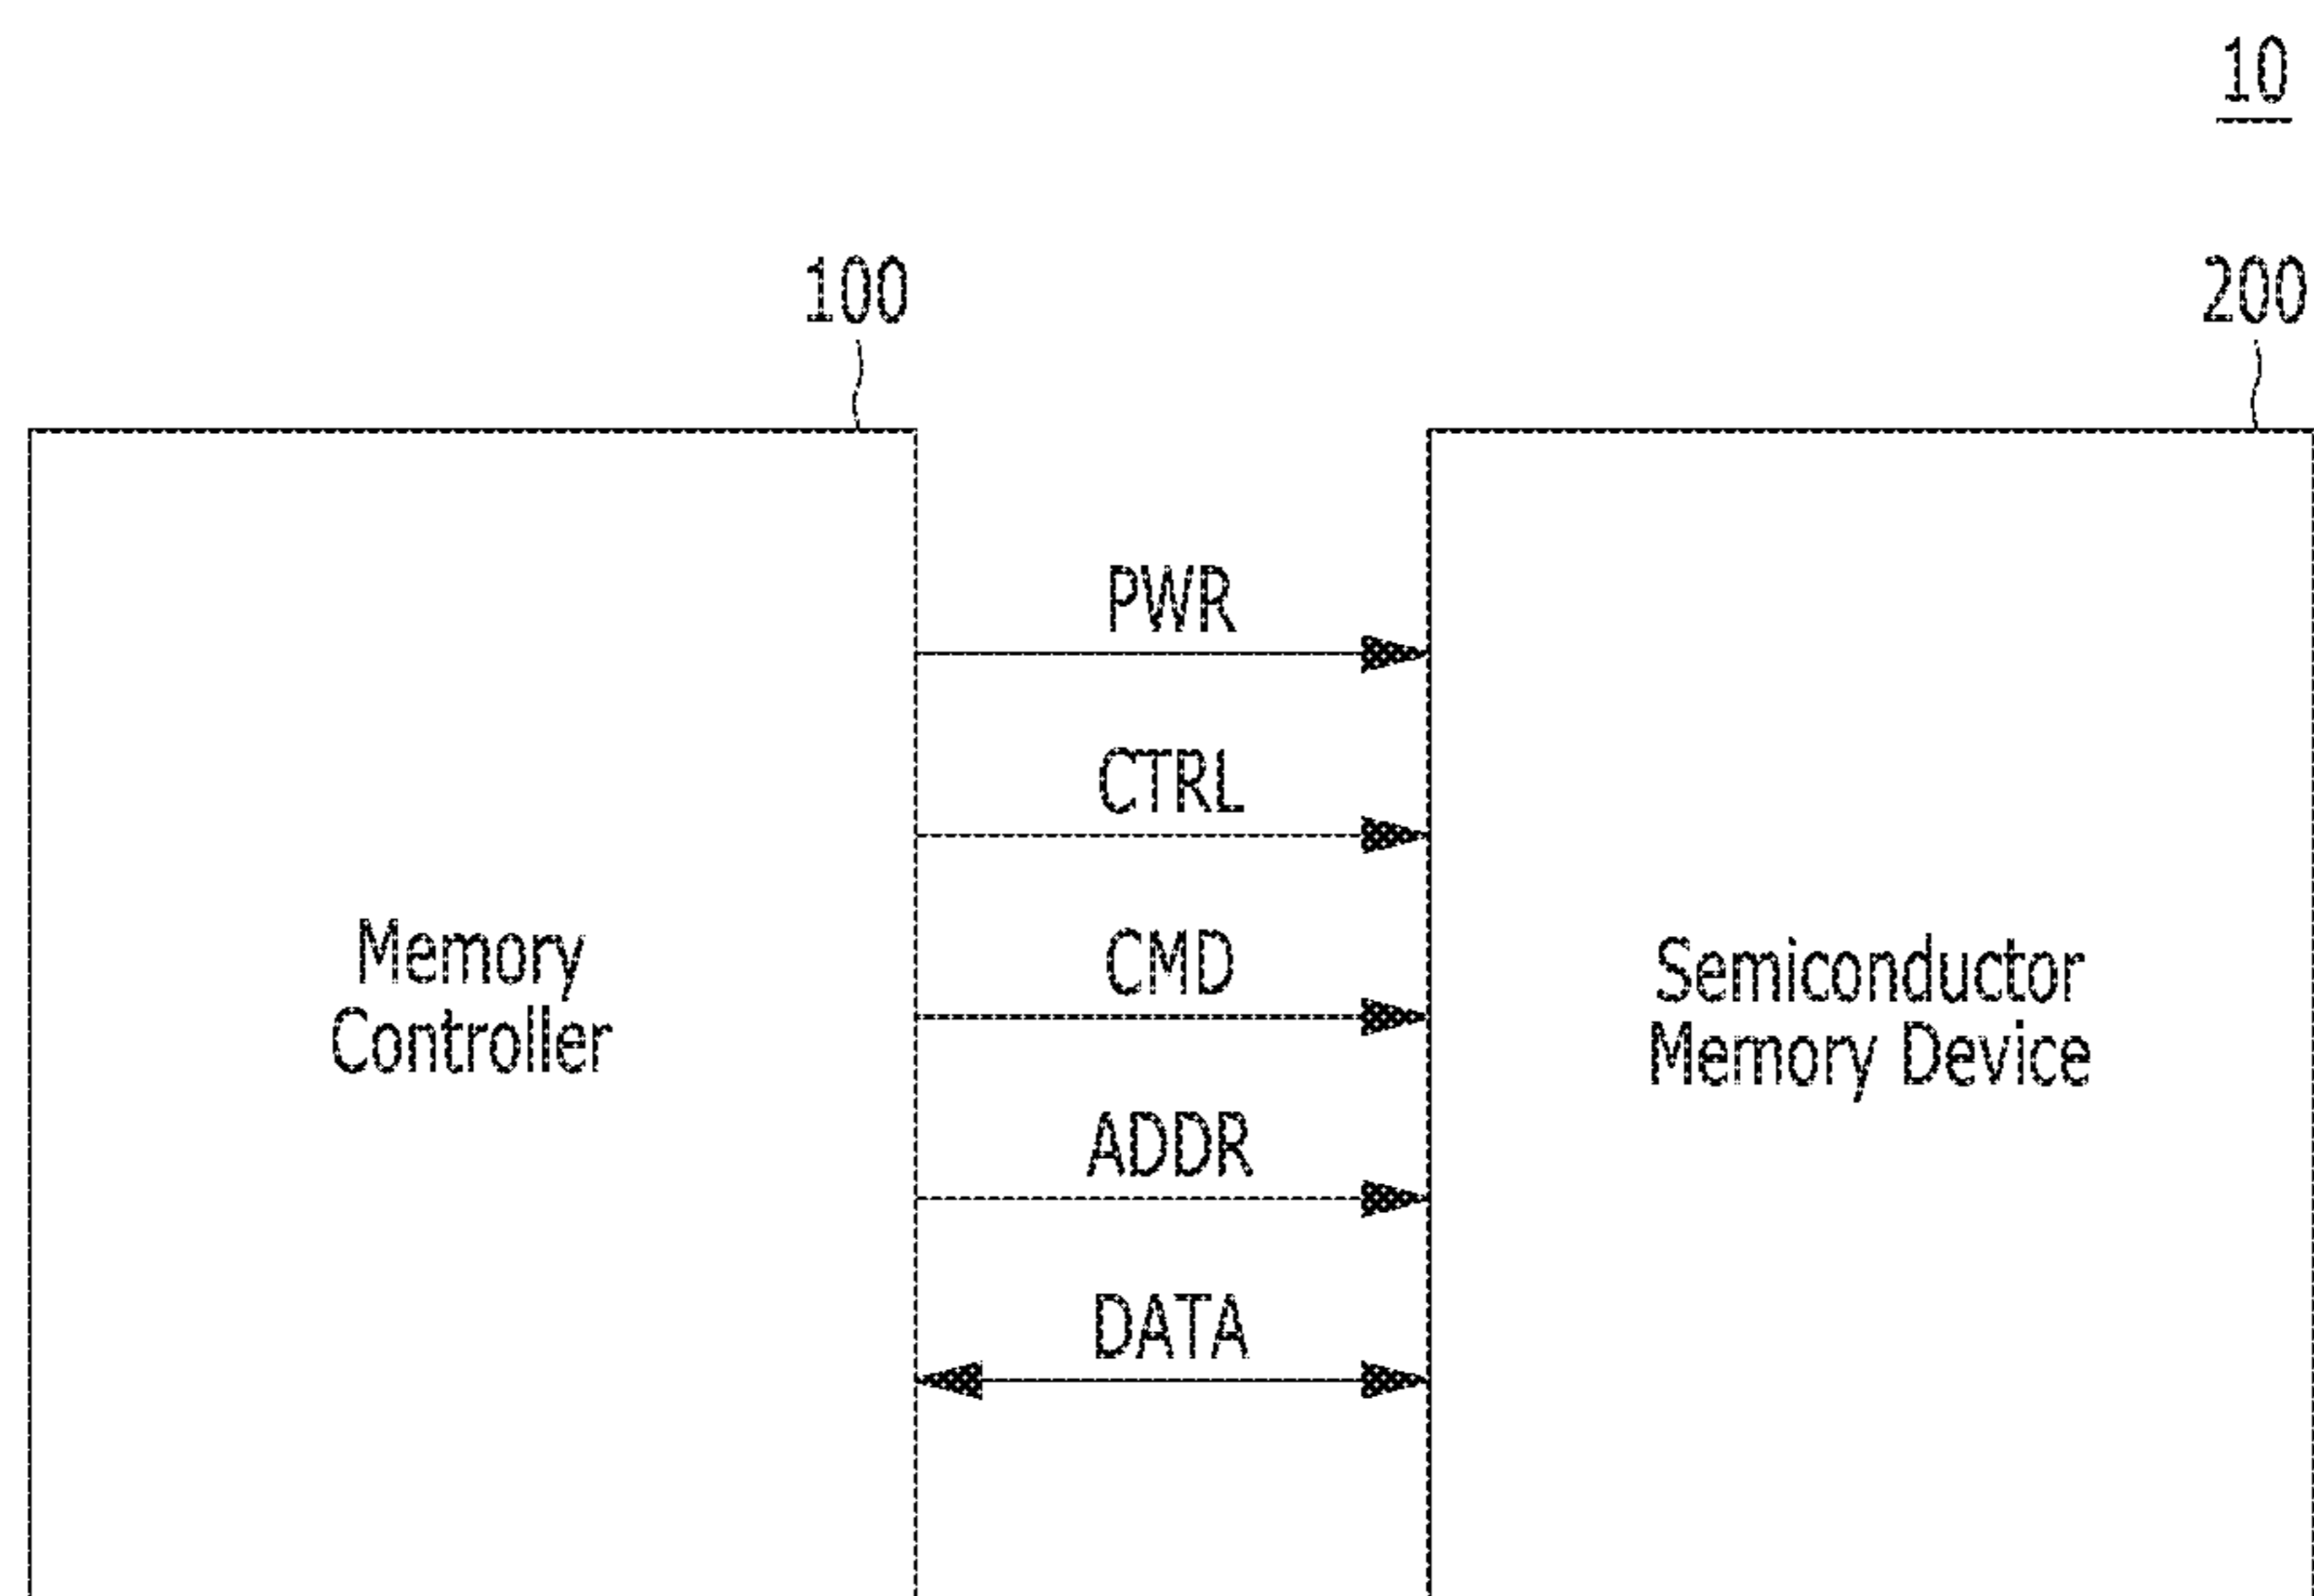 10
100
200
PWR
CTRL
CMD
ADDR
DATA
Memory
Controller
Semiconductor
Memory Device